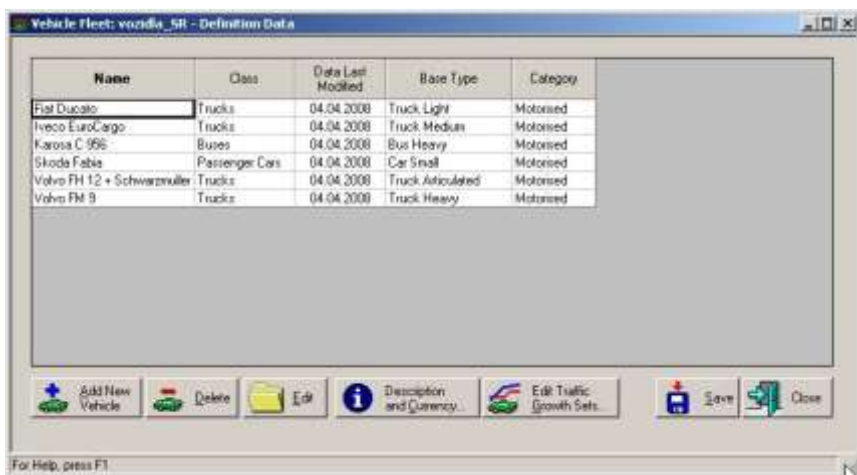 Vehicle Fleet: vozidla_SR - Definition Data
Name Class Data Last Modified Base Type Category
Fiat Ducato Trucks 04.04.2008 Truck Light Motorised
Iveco EuroCargo Trucks 04.04.2008 Truck Medium Motorised
Karosa C 956 Buses 04.04.2008 Bus Heavy Motorised
Skoda Fabia Passenger Cars 04.04.2008 Car Small Motorised
Volvo FH 12 + Schwarzmuller Trucks 04.04.2008 Truck Articulated Motorised
Volvo FM 9 Trucks 04.04.2008 Truck Heavy Motorised
Add New Vehicle Delete Edit Description and Currency... Edit Traffic Growth Sets... Save Close
For Help, press F1